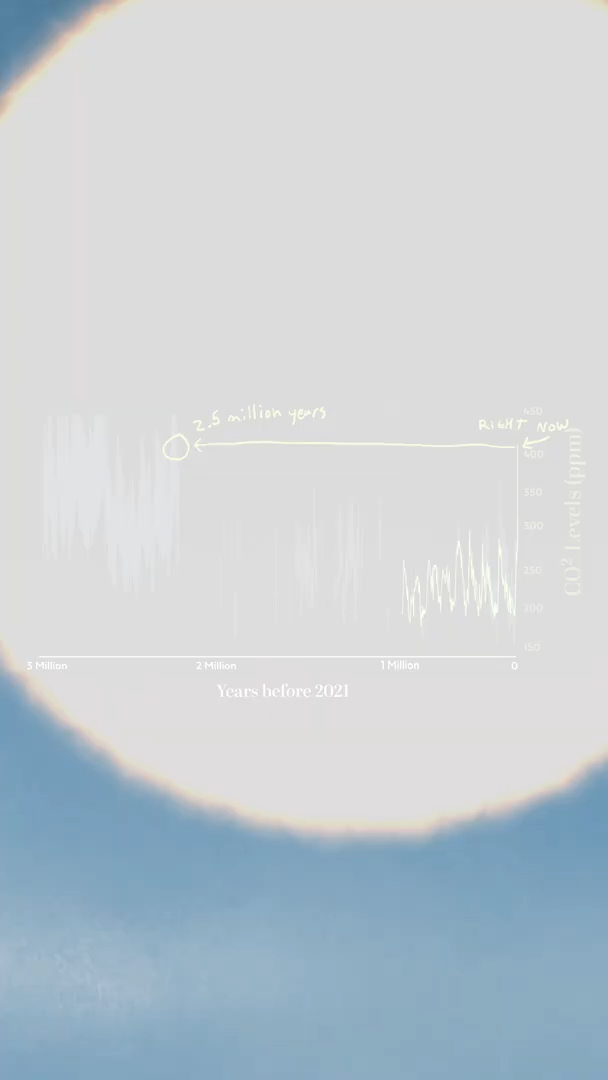 2.5 million years
RIGHT NOW
450
400
350
300
250
200
150
CO² Levels (ppm)
3 Million
2 Million
1 Million
0
Years before 2021